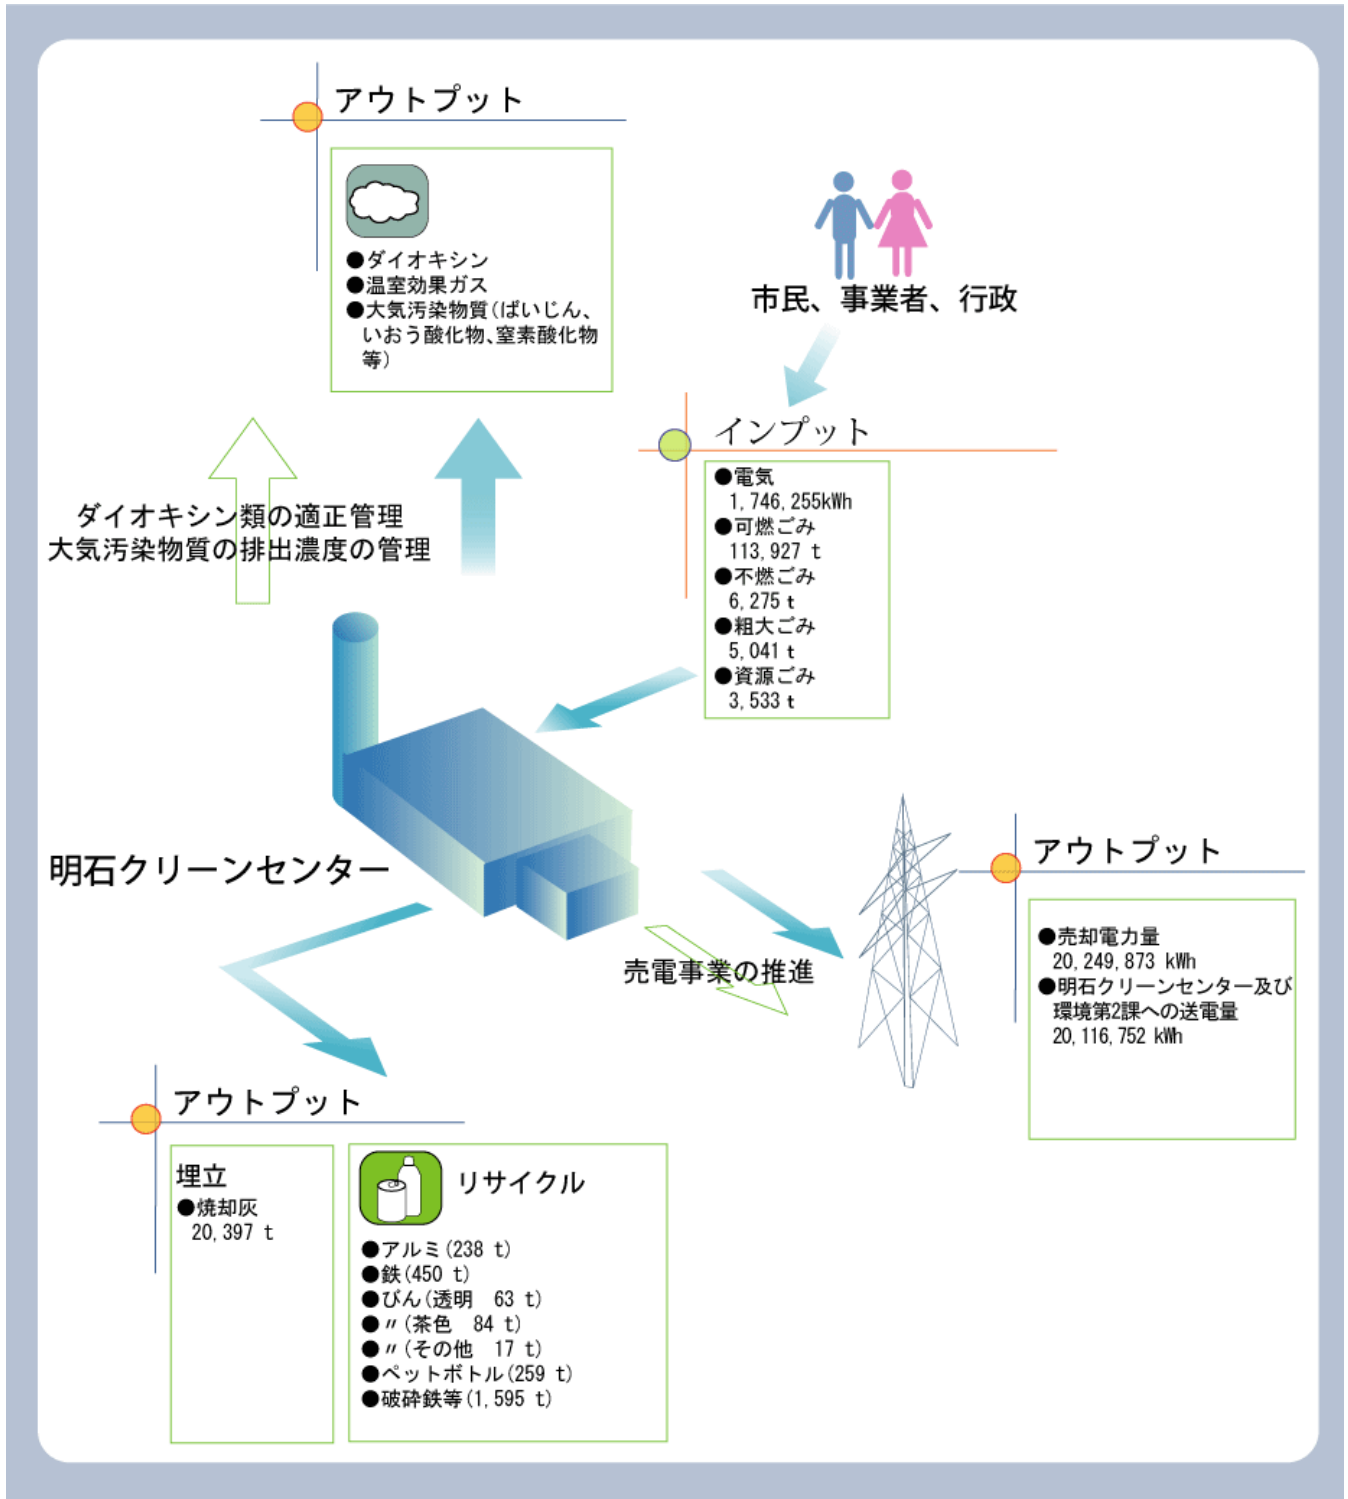 アウトプット
●ダイオキシン
●温室効果ガス
●大気汚染物質(ばいじん、
いおう酸化物、窒素酸化物
等)
市民、事業者、行政
インプット
●電気
1,746,255kWh
●可燃ごみ
113,927 t
●不燃ごみ
6,275 t
●粗大ごみ
5,041 t
●資源ごみ
3,533 t
ダイオキシン類の適正管理
大気汚染物質の排出濃度の管理
明石クリーンセンター
売電事業の推進
アウトプット
●売却電力量
20,249,873 kWh
●明石クリーンセンター及び
環境第2課への送電量
20,116,752 kWh
アウトプット
埋立
●焼却灰
20,397 t
リサイクル
●アルミ(238 t)
●鉄(450 t)
●びん(透明　63 t)
●〃(茶色　84 t)
●〃(その他　17 t)
●ペットボトル(259 t)
●破砕鉄等(1,595 t)